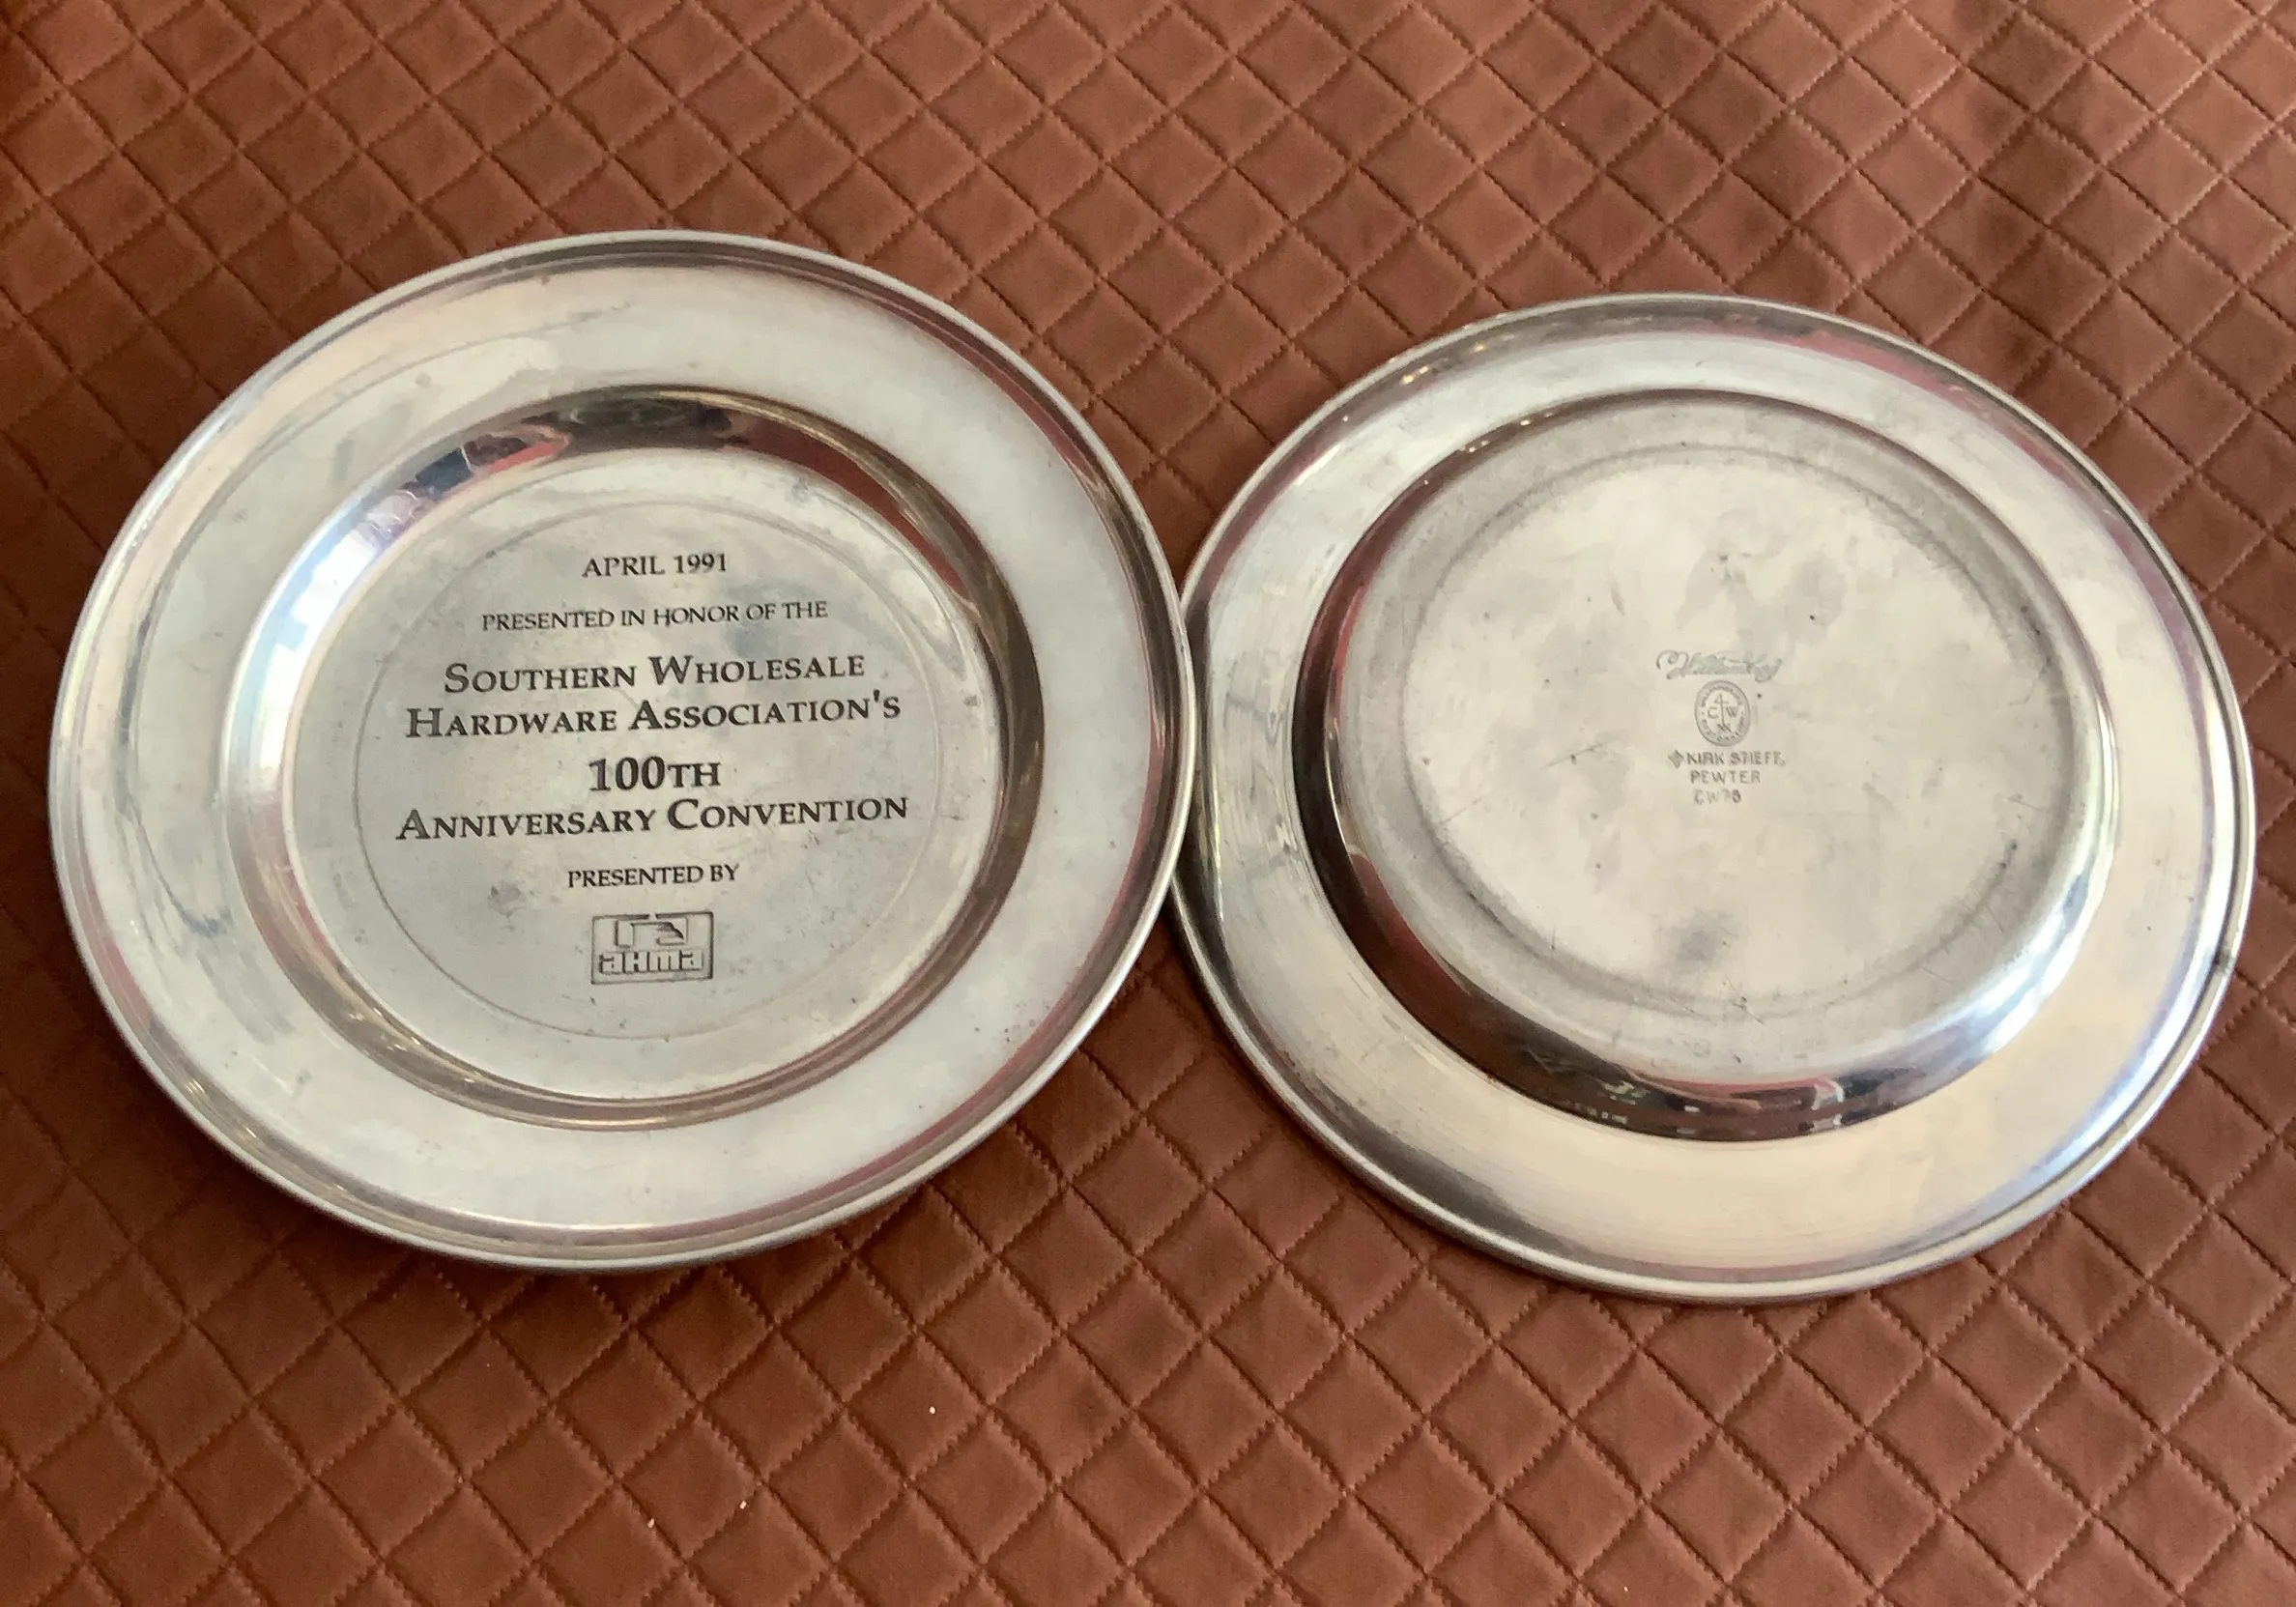 APRIL 1991
PRESENTED IN HONOR OF THE
SOUTHERN WHOLESALE
HARDWARE ASSOCIATION'S
100TH
ANNIVERSARY CONVENTION
PRESENTED BY
aHma
Williamsburg
C W
KIRK STIEFF
PEWTER